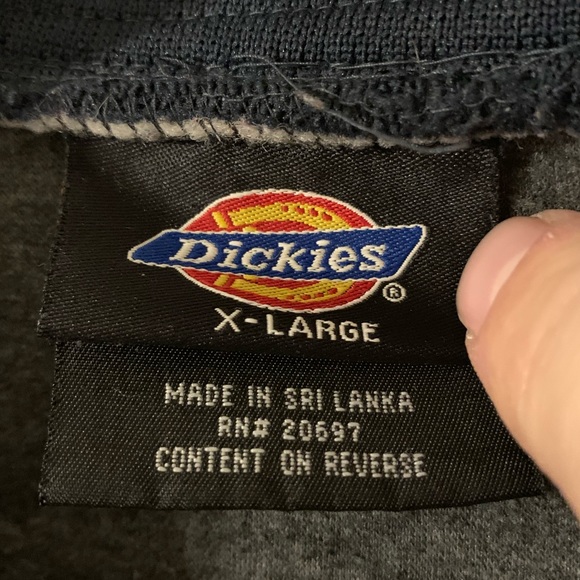 Dickies ®
X-LARGE
MADE IN SRI LANKA
RN# 20697
CONTENT ON REVERSE